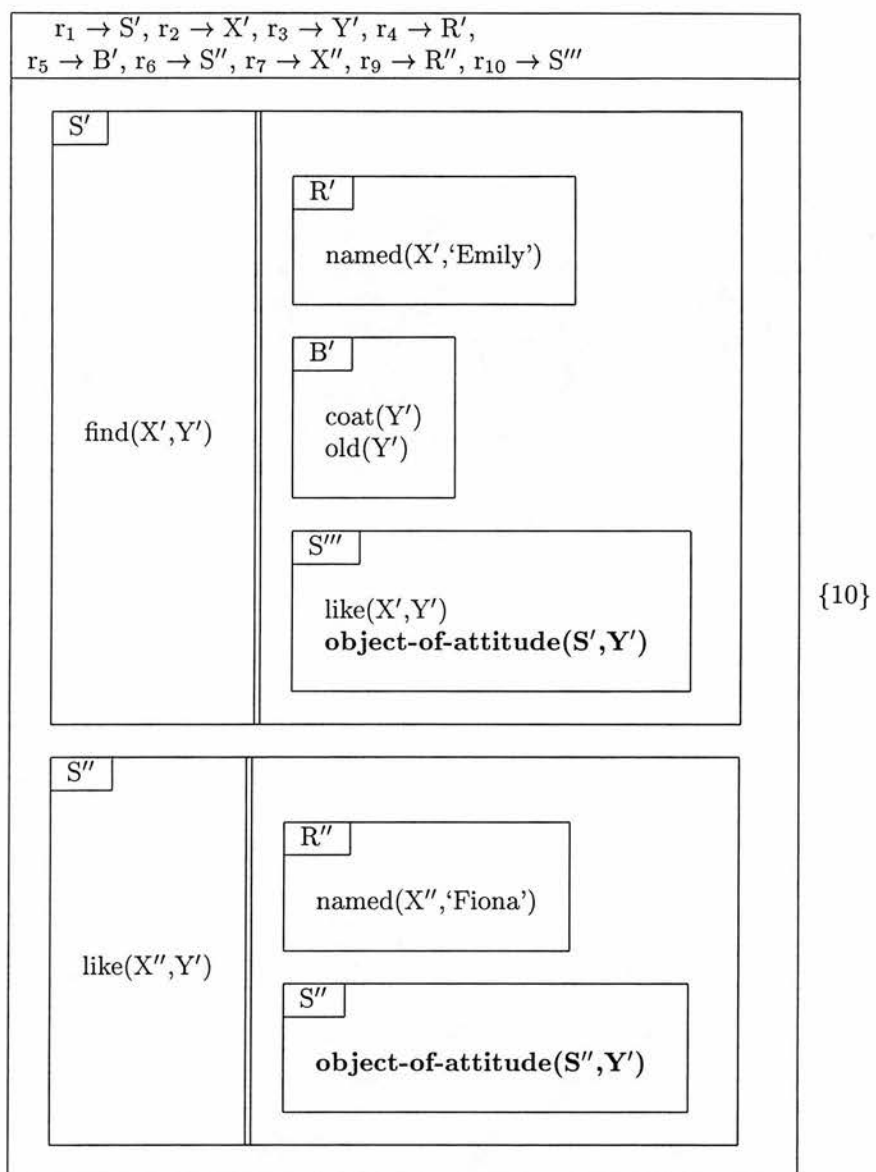 r₁ → S′, r₂ → X′, r₃ → Y′, r₄ → R′,
r₅ → B′, r₆ → S″, r₇ → X″, r₉ → R″, r₁₀ → S‴
S′
R′
named(X′,‘Emily’)
B′
coat(Y′)
find(X′,Y′)
old(Y′)
S‴
like(X′,Y′)
{10}
object-of-attitude(S′,Y′)
S″
R″
named(X″,‘Fiona’)
like(X″,Y′)
S″
object-of-attitude(S″,Y′)